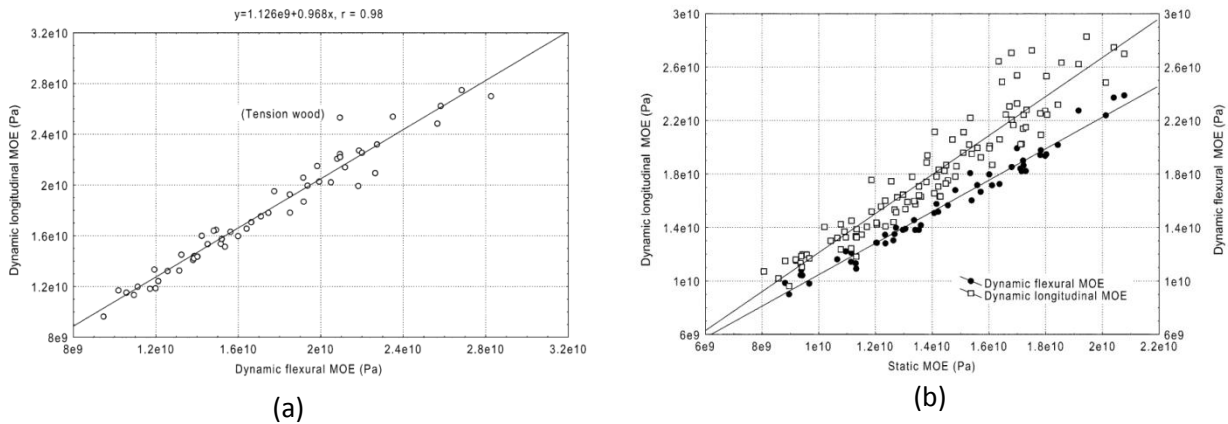 y=1.126e9+0.968x, r = 0.98
Dynamic longitudinal MOE (Pa)
3.2e10
2.8e10
2.4e10
2e10
1.6e10
1.2e10
8e9
(Tension wood)
8e9 1.2e10 1.6e10 2e10 2.4e10 2.8e10 3.2e10
Dynamic flexural MOE (Pa)
(a)
Dynamic longitudinal MOE (Pa)
3e10
2.6e10
2.2e10
1.8e10
1.4e10
1e10
6e9
3e10
2.6e10
2.2e10
1.8e10
1.4e10
1e10
6e9
Dynamic flexural MOE (Pa)
Dynamic flexural MOE
Dynamic longitudinal MOE
6e9 8e9 1e10 1.2e10 1.4e10 1.6e10 1.8e10 2e10 2.2e10
Static MOE (Pa)
(b)